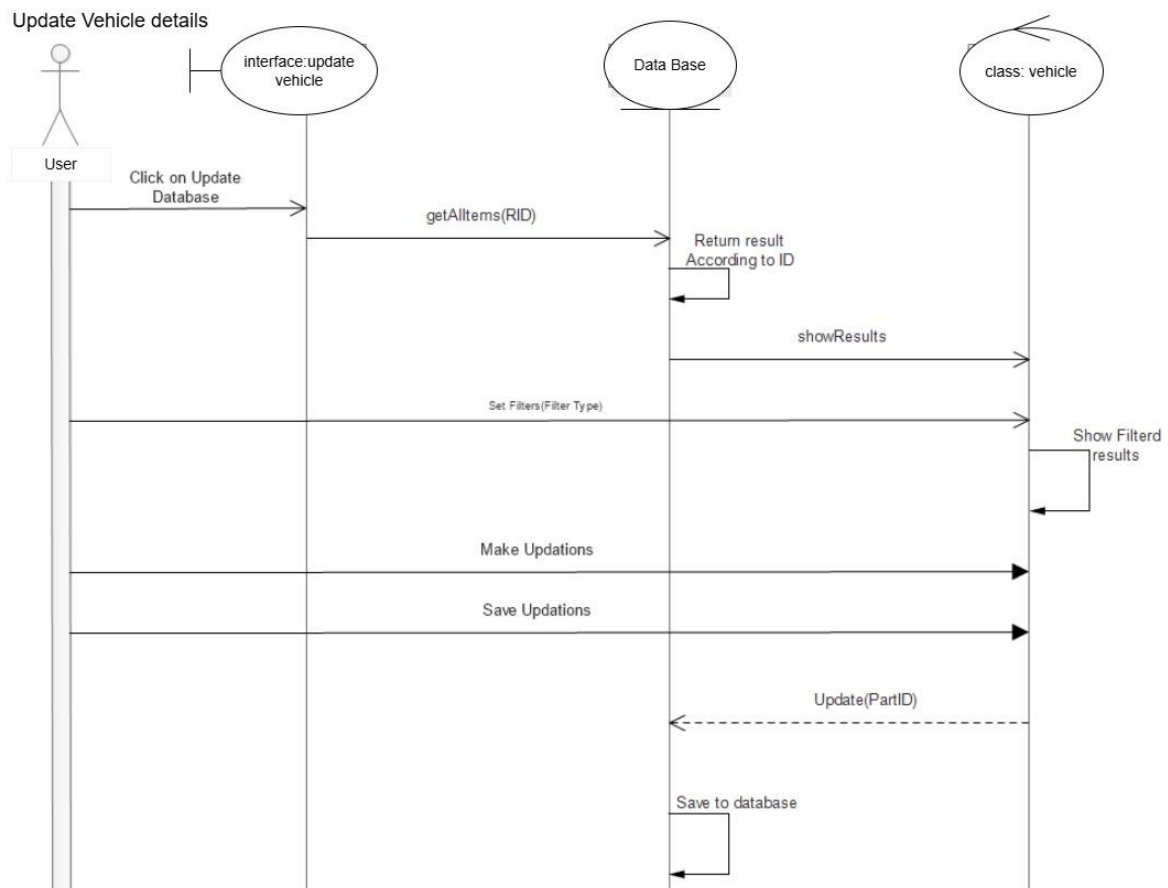 Update Vehicle details
interface:update
vehicle
Data Base
class: vehicle
User
Click on Update
Database
getAlltems(RID)
Return result
According to ID
showResults
Set Filters(Filter Type)
Show Filterd
results
Make Updations
Save Updations
Update(PartID)
Save to database